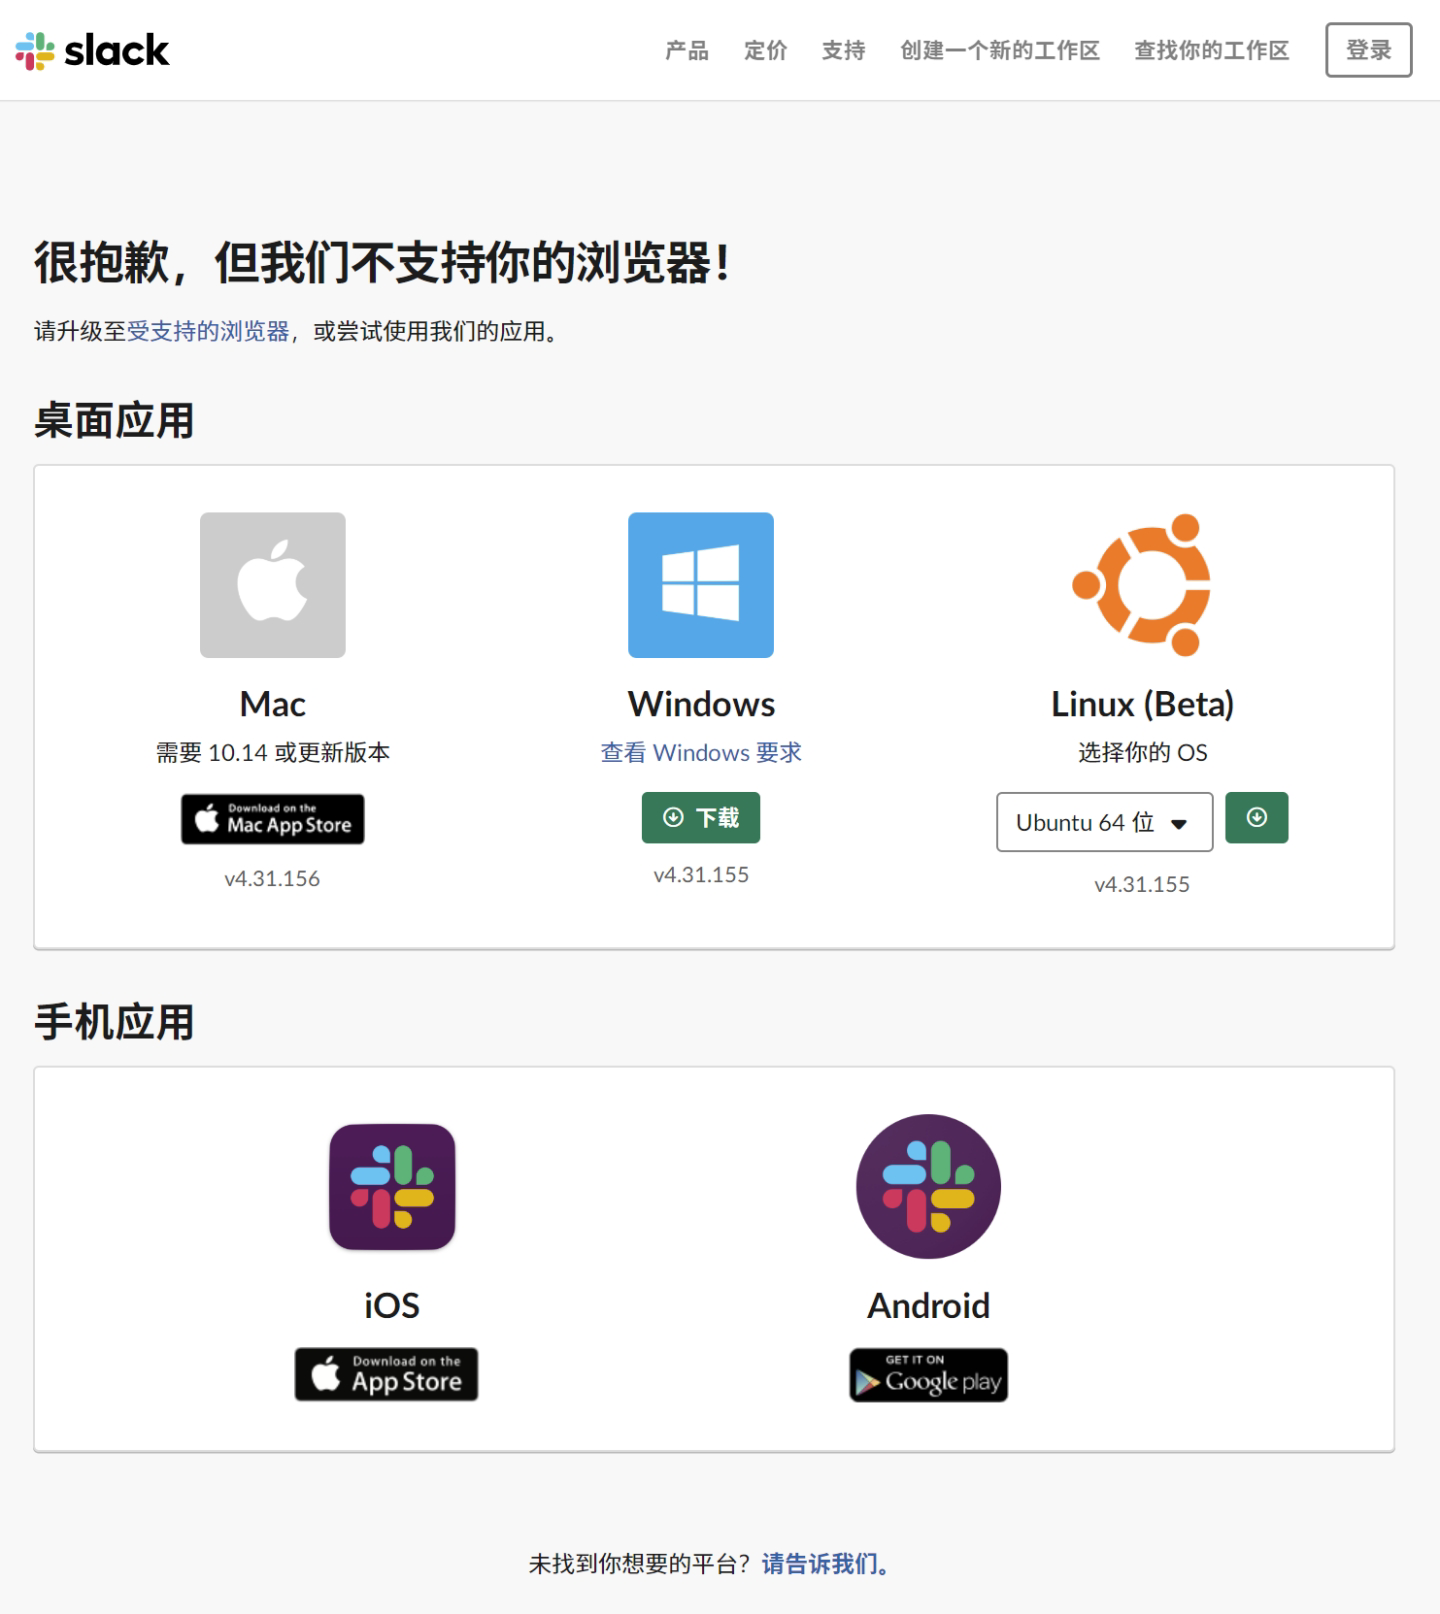 slack
产品 定价 支持 创建一个新的工作区 查找你的工作区 登录
很抱歉，但我们不支持你的浏览器！
请升级至受支持的浏览器，或尝试使用我们的应用。
桌面应用
Mac
需要 10.14 或更新版本
Download on the
Mac App Store
v4.31.156
Windows
查看 Windows 要求
下载
v4.31.155
Linux (Beta)
选择你的 OS
Ubuntu 64 位
v4.31.155
手机应用
iOS
Download on the
App Store
Android
GET IT ON
Google play
未找到你想要的平台？请告诉我们。